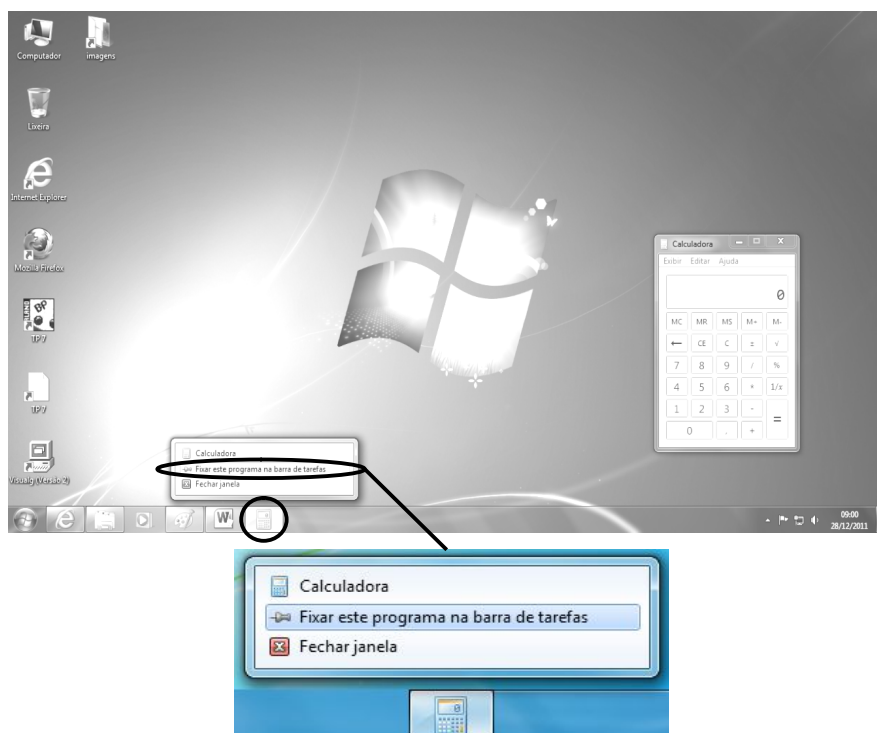 Computador
imagens
Lixeira
Internet Explorer
Mozilla Firefox
BP
TP 7
TP 7
Visualg (Versão 2)
Calculadora
Exibir Editar Ajuda
0
MC MR MS M+ M-
← CE C ± √
7 8 9 / %
4 5 6 * 1/x
1 2 3 - =
0 . +
Calculadora
Fixar este programa na barra de tarefas
Fechar janela
W
09:00
28/12/2011
Calculadora
Fixar este programa na barra de tarefas
Fechar janela
0